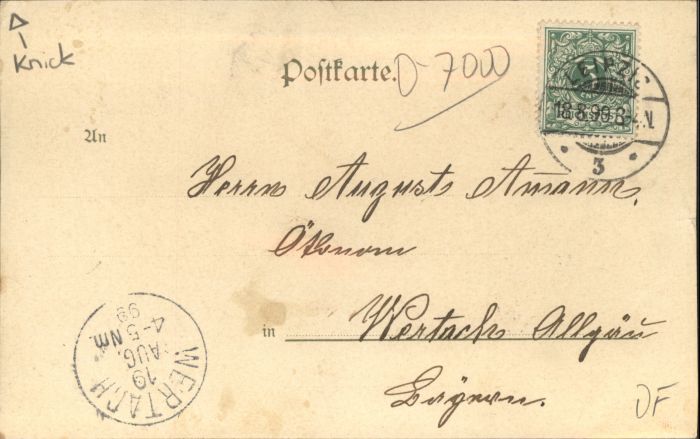 Knick
Postkarte.
D-7000
LEIPZIG
18.8.99.
3
An
Herrn August Amann,
Ökonom
in Wertach Allgäu
Bayern.
WERTACH
19
AUG.
4-5 Nm.
99
DF